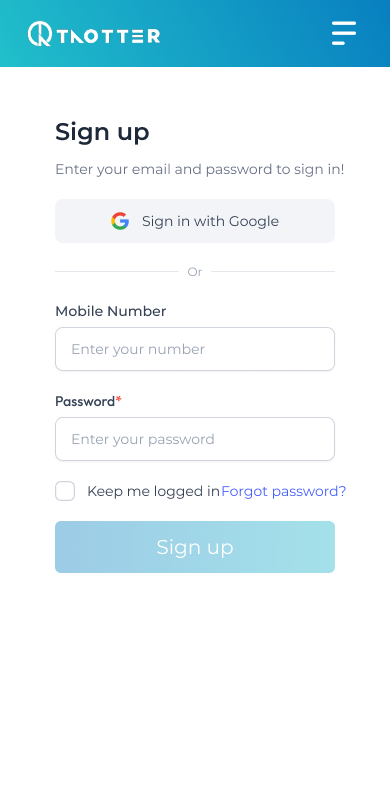 TROTTER
Sign up
Enter your email and password to sign in!
Sign in with Google
Or
Mobile Number
Enter your number
Password*
Enter your password
Keep me logged in Forgot password?
Sign up